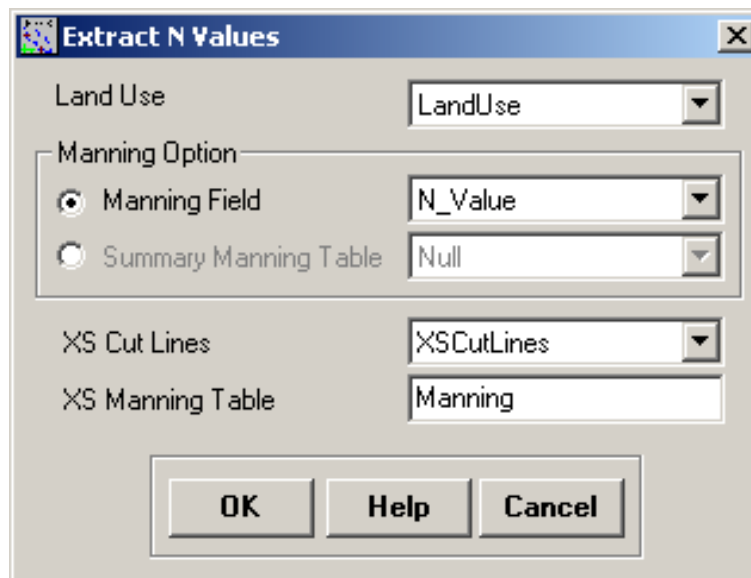 Extract N Values
Land Use LandUse
Manning Option
Manning Field N_Value
Summary Manning Table Null
XS Cut Lines XSCutLines
XS Manning Table Manning
OK Help Cancel